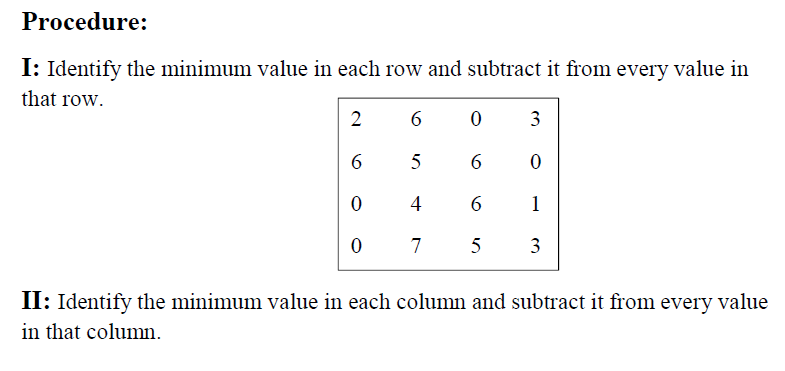 Procedure:
I: Identify the minimum value in each row and subtract it from every value in
that row.
2 6 0 3
6 5 6 0
0 4 6 1
0 7 5 3
II: Identify the minimum value in each column and subtract it from every value
in that column.